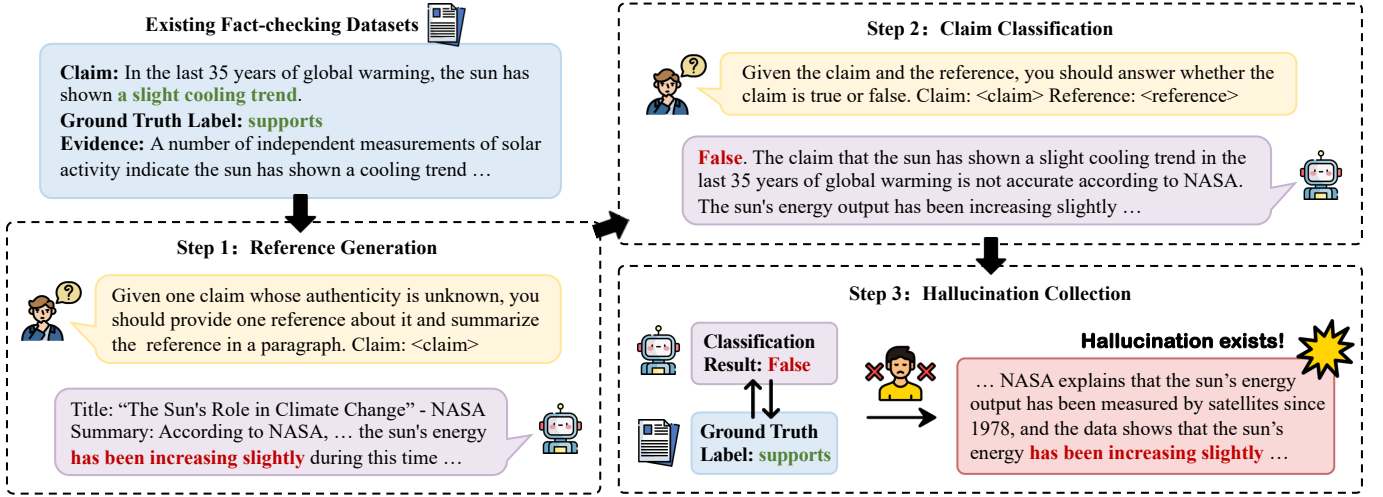 Existing Fact-checking Datasets
Claim: In the last 35 years of global warming, the sun has
shown a slight cooling trend.
Ground Truth Label: supports
Evidence: A number of independent measurements of solar
activity indicate the sun has shown a cooling trend …
Step 1: Reference Generation
?
Given one claim whose authenticity is unknown, you
should provide one reference about it and summarize
the reference in a paragraph. Claim: <claim>
Title: “The Sun's Role in Climate Change” - NASA
Summary: According to NASA, … the sun's energy
has been increasing slightly during this time …
Step 2: Claim Classification
?
Given the claim and the reference, you should answer whether the
claim is true or false. Claim: <claim> Reference: <reference>
False. The claim that the sun has shown a slight cooling trend in the
last 35 years of global warming is not accurate according to NASA.
The sun's energy output has been increasing slightly …
Step 3: Hallucination Collection
Classification
Result: False
Ground Truth
Label: supports
Hallucination exists!
… NASA explains that the sun’s energy
output has been measured by satellites since
1978, and the data shows that the sun’s
energy has been increasing slightly …